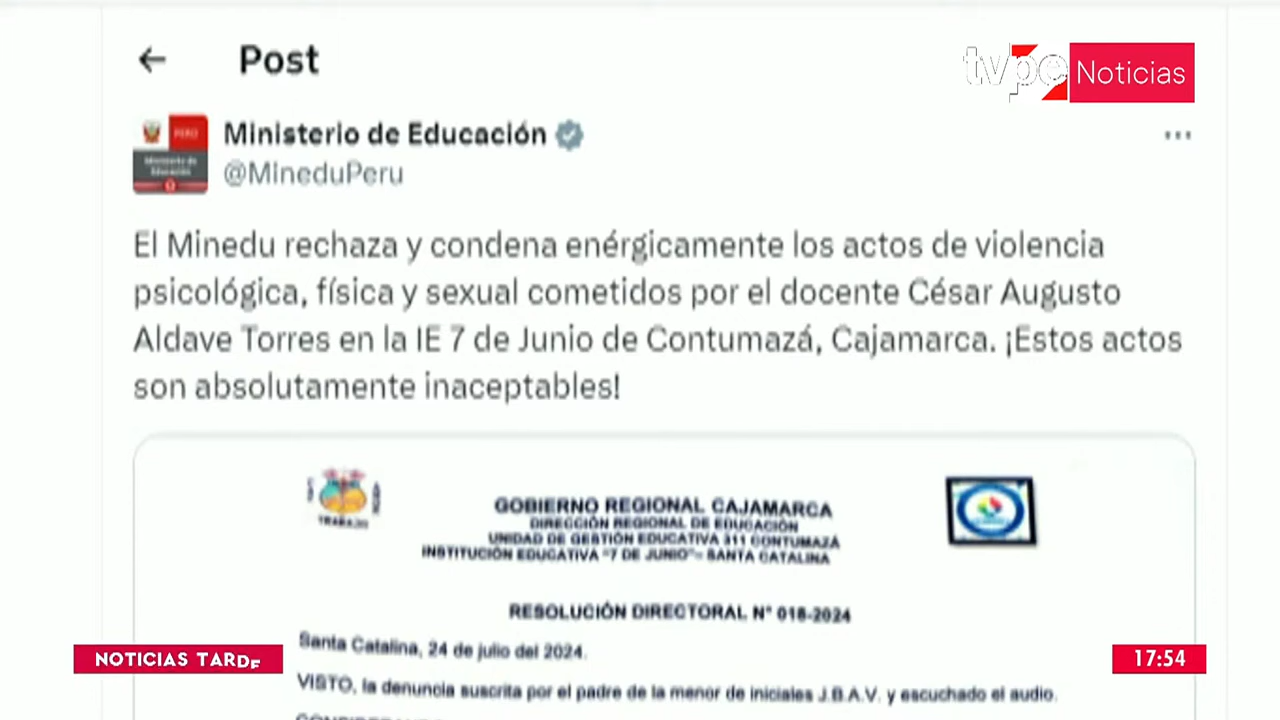 Post
tvpe Noticias
Ministerio de Educación
@MineduPeru
El Minedu rechaza y condena enérgicamente los actos de violencia
psicológica, física y sexual cometidos por el docente César Augusto
Aldave Torres en la IE 7 de Junio de Contumazá, Cajamarca. ¡Estos actos
son absolutamente inaceptables!
GOBIERNO REGIONAL CAJAMARCA
DIRECCIÓN REGIONAL DE EDUCACIÓN
UNIDAD DE GESTIÓN EDUCATIVA 311 CONTUMAZÁ
INSTITUCIÓN EDUCATIVA "7 DE JUNIO"- SANTA CATALINA
RESOLUCIÓN DIRECTORAL N° 018-2024
Santa Catalina, 24 de julio del 2024.
NOTICIAS TARDE
17:54
VISTO, la denuncia suscrita por el padre de la menor de iniciales J.B.A.V. y escuchado el audio.